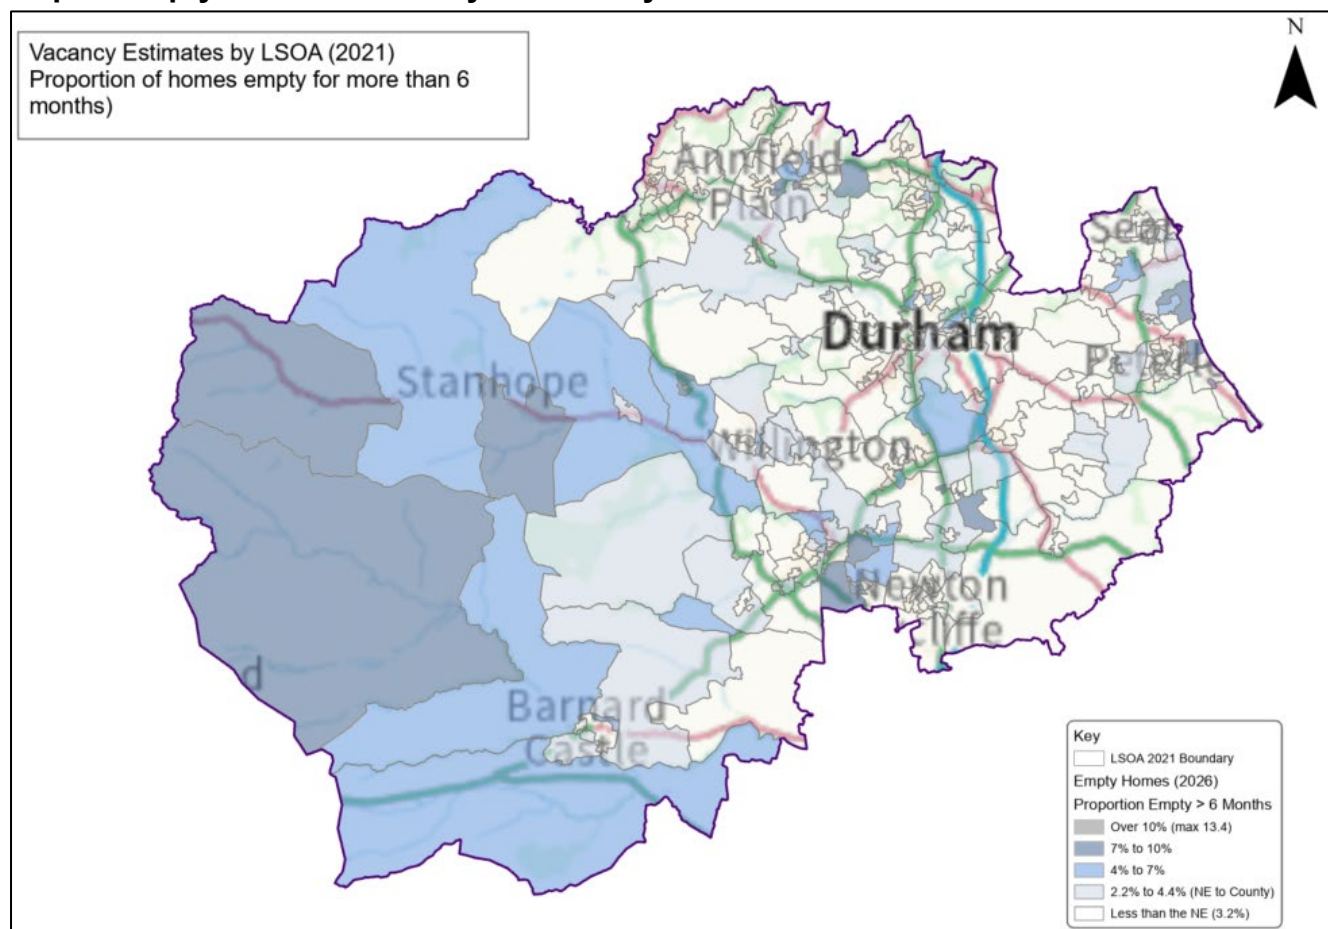 Vacancy Estimates by LSOA (2021)
Proportion of homes empty for more than 6
months)
N
Annfield
Plain
Seah
Durham
Peterle
Stanhope
Willington
Newton
Cliffe
d
Barnard
Castle
Key
LSOA 2021 Boundary
Empty Homes (2026)
Proportion Empty > 6 Months
Over 10% (max 13.4)
7% to 10%
4% to 7%
2.2% to 4.4% (NE to County)
Less than the NE (3.2%)